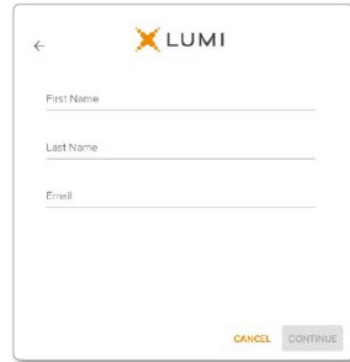 LUMI
First Name
Last Name
Email
CANCEL CONTINUE